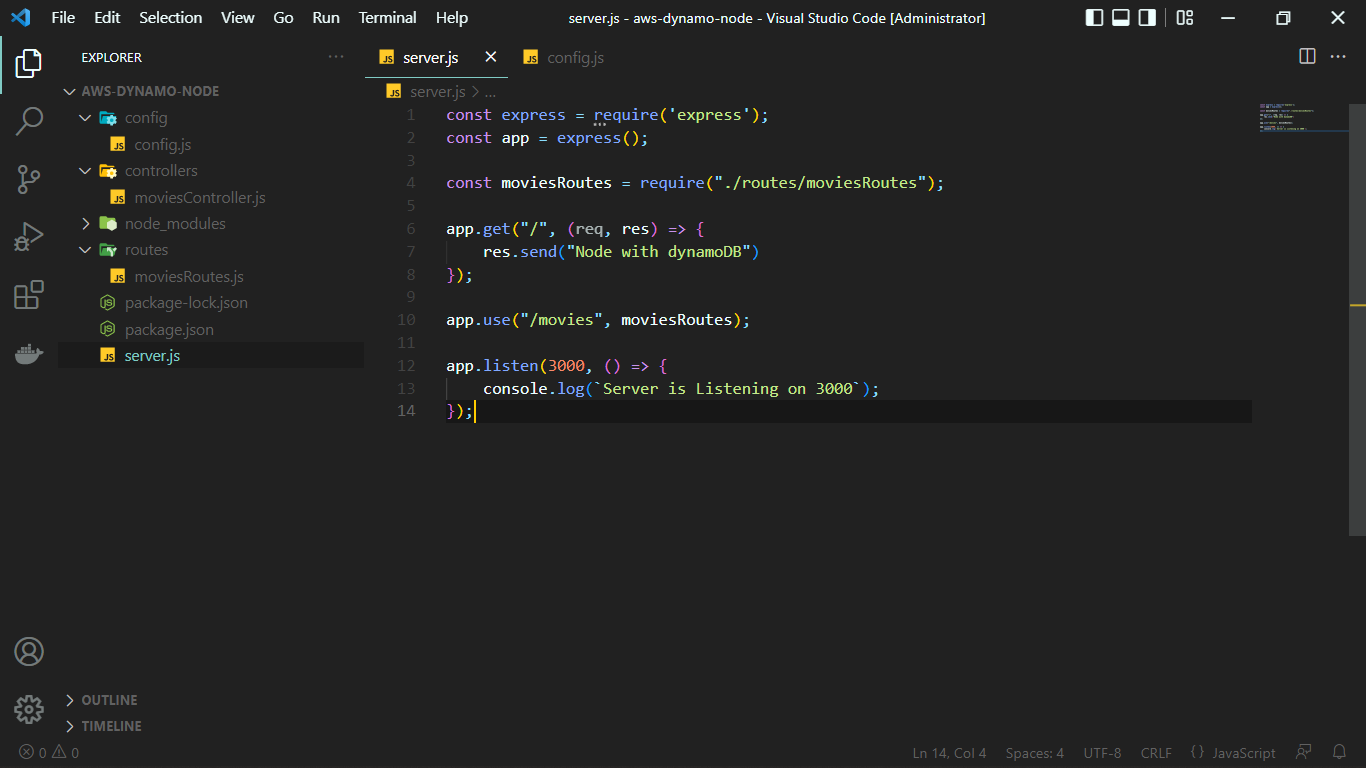 File Edit Selection View Go Run Terminal Help server.js - aws-dynamo-node - Visual Studio Code [Administrator]
EXPLORER
AWS-DYNAMO-NODE
config
config.js
controllers
moviesController.js
node_modules
routes
moviesRoutes.js
package-lock.json
package.json
server.js
OUTLINE
TIMELINE
server.js config.js
server.js > ...
1 const express = require('express');
2 const app = express();
3
4 const moviesRoutes = require("./routes/moviesRoutes");
5
6 app.get("/", (req, res) => {
7     res.send("Node with dynamoDB")
8 });
9
10 app.use("/movies", moviesRoutes);
11
12 app.listen(3000, () => {
13     console.log(`Server is Listening on 3000`);
14 });
0 0 Ln 14, Col 4 Spaces: 4 UTF-8 CRLF {} JavaScript